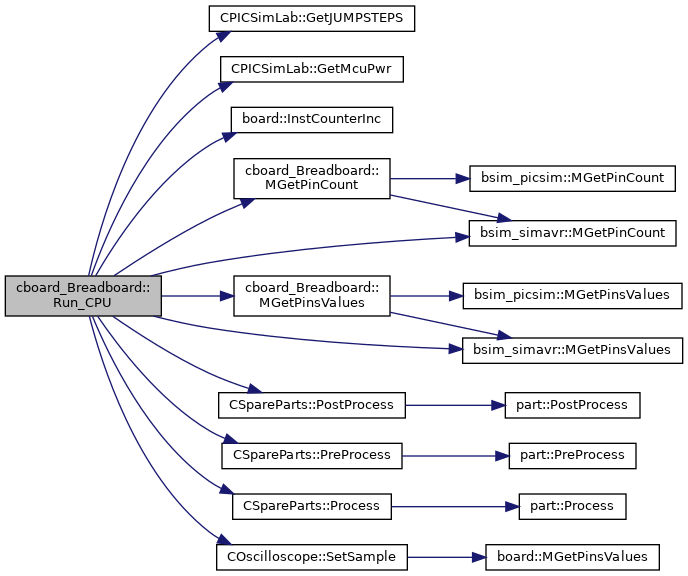 cboard_Breadboard::
Run_CPU
CPICSimLab::GetJUMPSTEPS
CPICSimLab::GetMcuPwr
board::InstCounterInc
cboard_Breadboard::
MGetPinCount
bsim_picsim::MGetPinCount
bsim_simavr::MGetPinCount
cboard_Breadboard::
MGetPinsValues
bsim_picsim::MGetPinsValues
bsim_simavr::MGetPinsValues
CSpareParts::PostProcess
part::PostProcess
CSpareParts::PreProcess
part::PreProcess
CSpareParts::Process
part::Process
COscilloscope::SetSample
board::MGetPinsValues